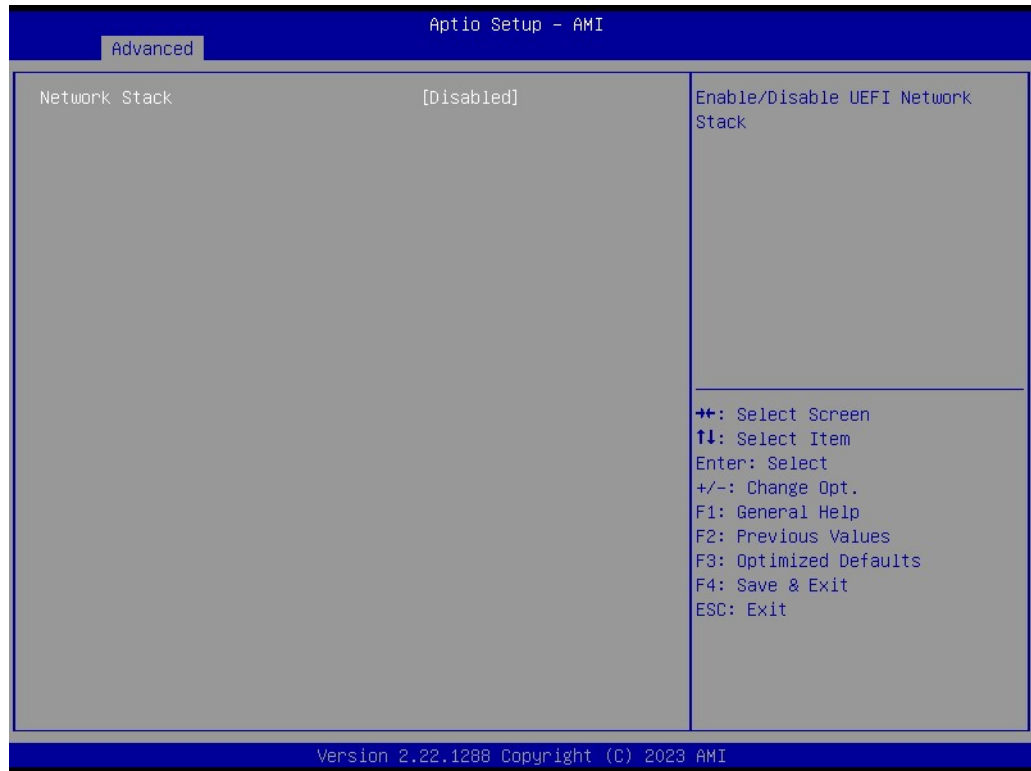 Aptio Setup – AMI
Advanced
Network Stack [Disabled]
Enable/Disable UEFI Network
Stack
→←: Select Screen
↑↓: Select Item
Enter: Select
+/-: Change Opt.
F1: General Help
F2: Previous Values
F3: Optimized Defaults
F4: Save & Exit
ESC: Exit
Version 2.22.1288 Copyright (C) 2023 AMI